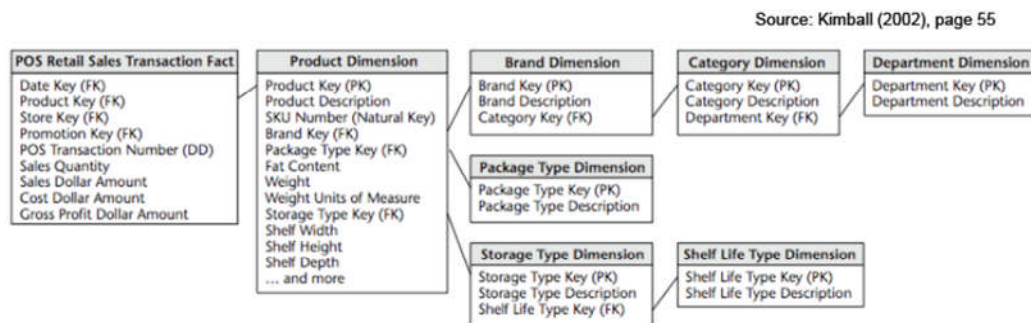 Source: Kimball (2002), page 55
POS Retail Sales Transaction Fact
Date Key (FK)
Product Key (FK)
Store Key (FK)
Promotion Key (FK)
POS Transaction Number (DD)
Sales Quantity
Sales Dollar Amount
Cost Dollar Amount
Gross Profit Dollar Amount
Product Dimension
Product Key (PK)
Product Description
SKU Number (Natural Key)
Brand Key (FK)
Package Type Key (FK)
Fat Content
Weight
Weight Units of Measure
Storage Type Key (FK)
Shelf Width
Shelf Height
Shelf Depth
... and more
Brand Dimension
Brand Key (PK)
Brand Description
Category Key (FK)
Category Dimension
Category Key (PK)
Category Description
Department Key (FK)
Department Dimension
Department Key (PK)
Department Description
Package Type Dimension
Package Type Key (PK)
Package Type Description
Storage Type Dimension
Storage Type Key (PK)
Storage Type Description
Shelf Life Type Key (FK)
Shelf Life Type Dimension
Shelf Life Type Key (PK)
Shelf Life Type Description